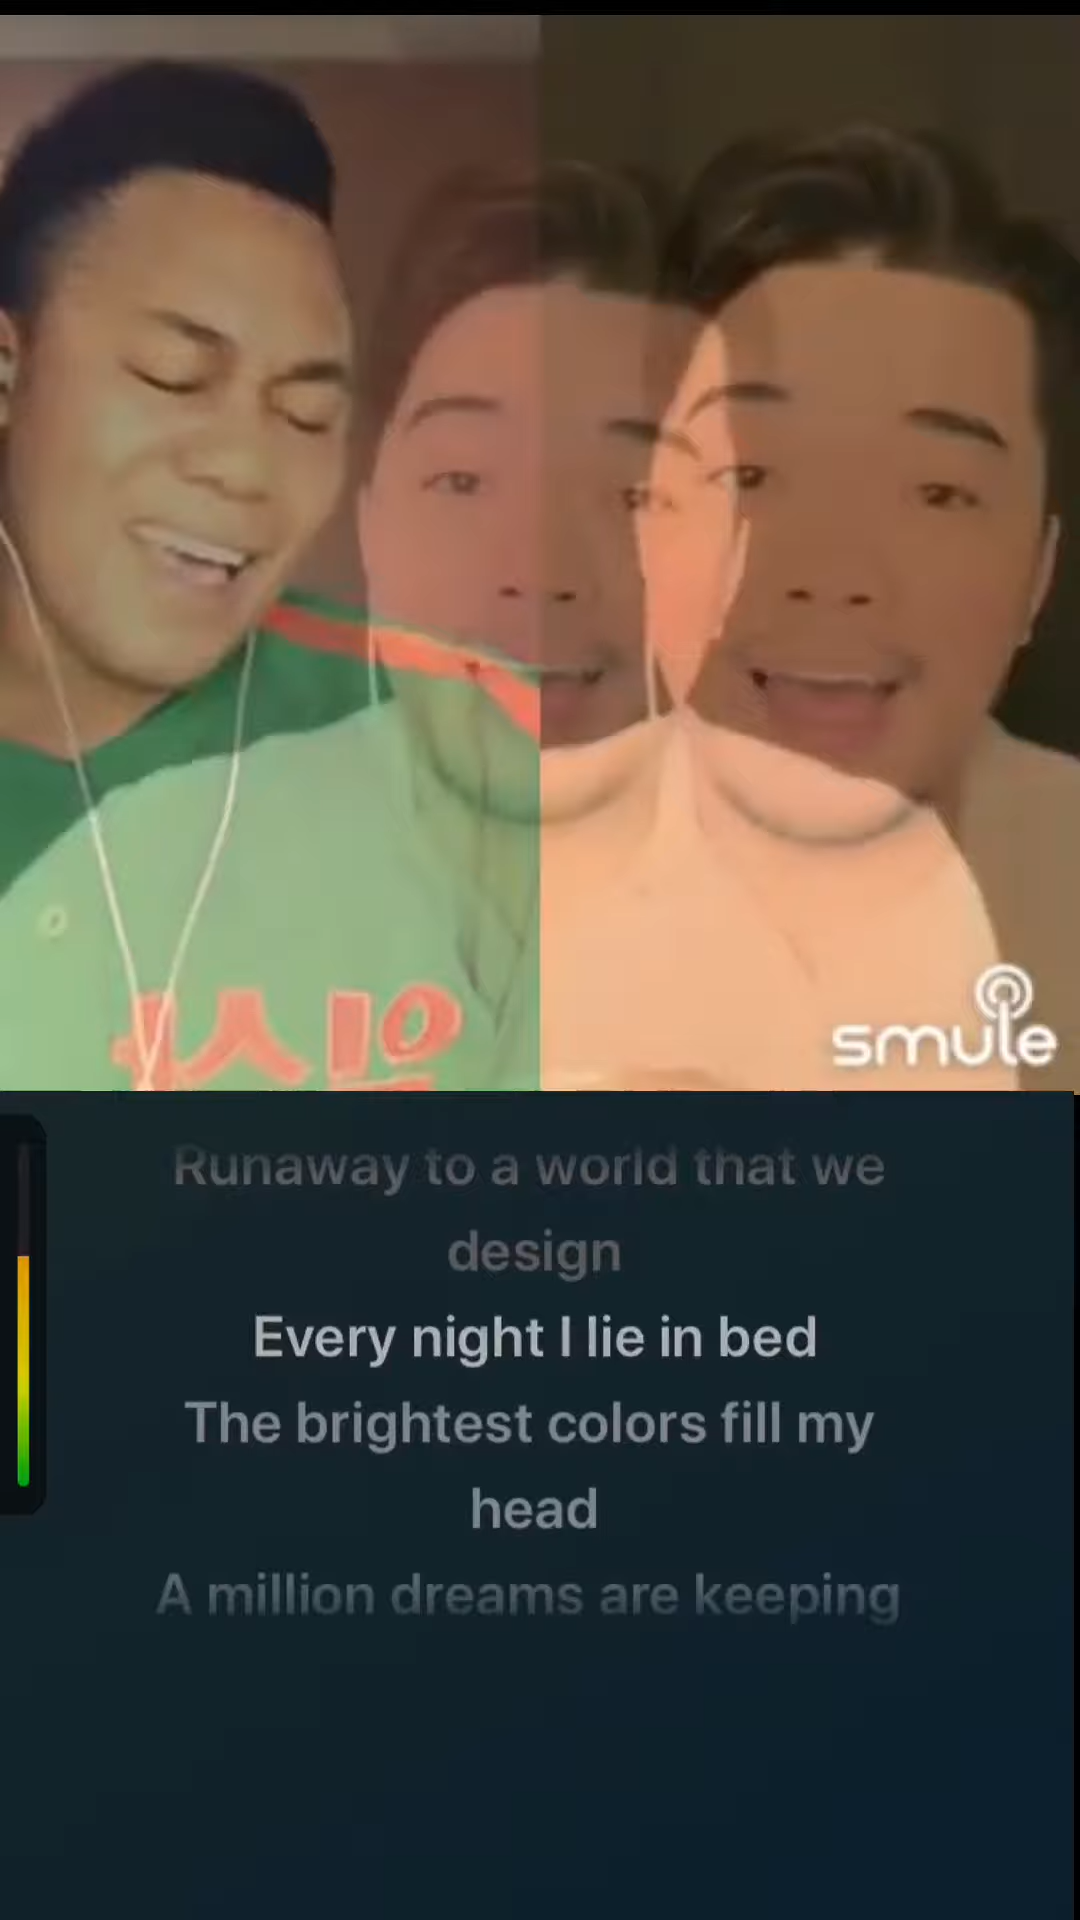 smule
Runaway to a world that we
design
Every night I lie in bed
The brightest colors fill my
head
A million dreams are keeping